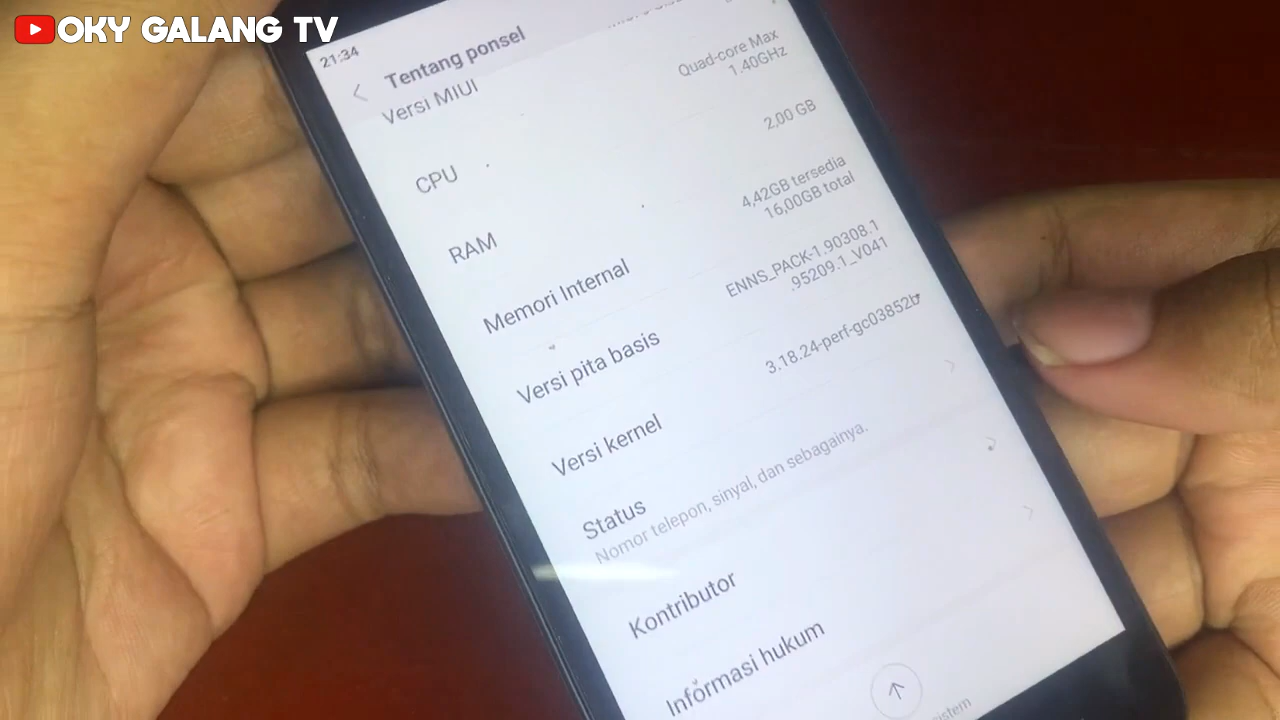 OKY GALANG TV
21:34
Tentang ponsel
Versi MIUI
CPU
Quad-core Max
1.40GHz
RAM
2,00 GB
Memori Internal
4,42GB tersedia
16,00GB total
Versi pita basis
ENNS_PACK-1.90308.1
.95209.1_V041
Versi kernel
3.18.24-perf-gc03852b
Status
Nomor telepon, sinyal, dan sebagainya.
Kontributor
Informasi hukum